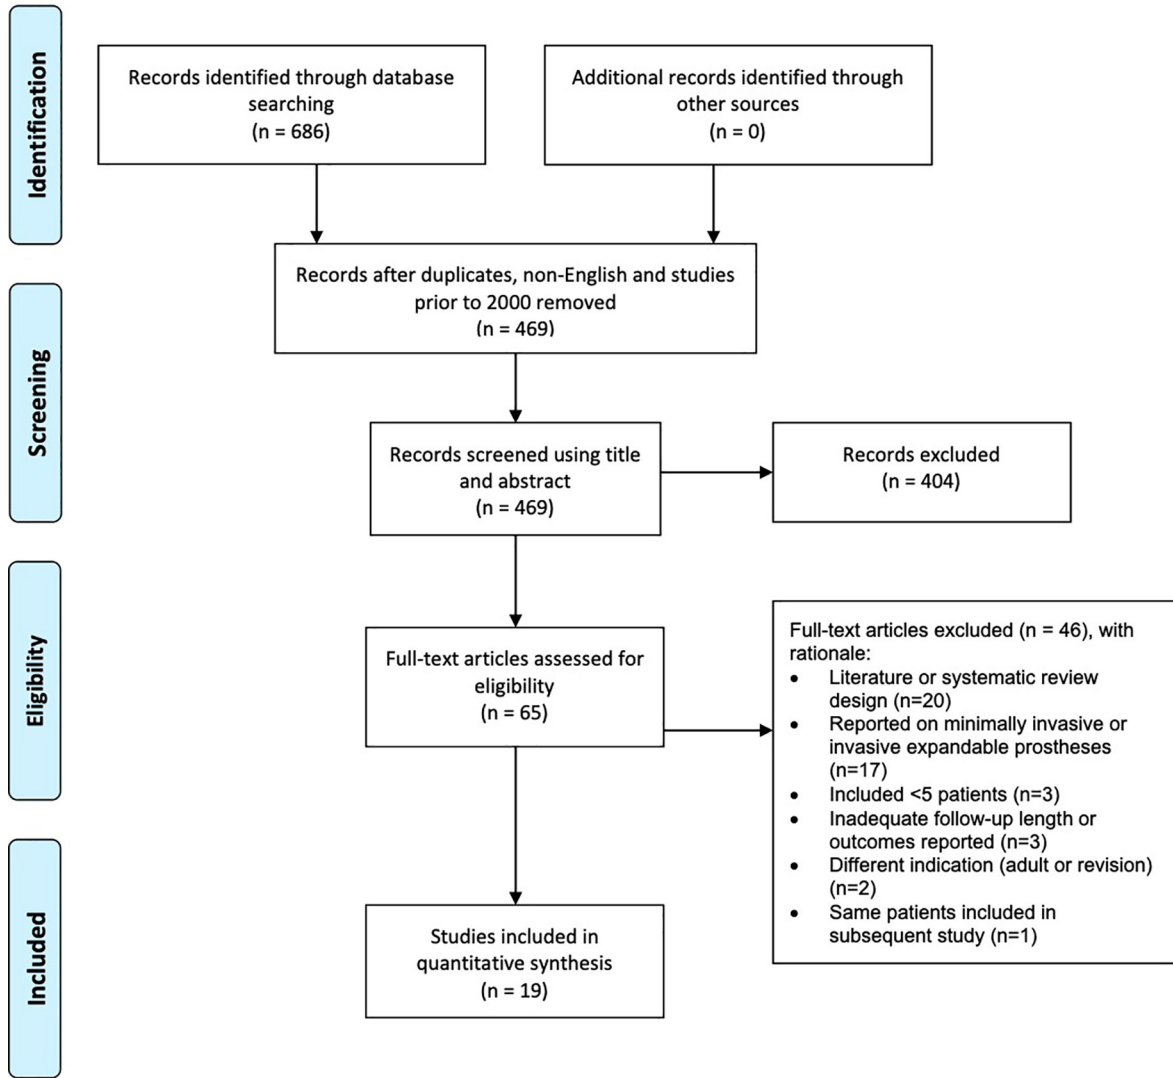 Identification
Records identified through database
searching
(n = 686)
Additional records identified through
other sources
(n = 0)
Records after duplicates, non-English and studies
prior to 2000 removed
(n = 469)
Screening
Records screened using title
and abstract
(n = 469)
Records excluded
(n = 404)
Eligibility
Full-text articles assessed for
eligibility
(n = 65)
Full-text articles excluded (n = 46), with
rationale:
• Literature or systematic review
design (n=20)
• Reported on minimally invasive or
invasive expandable prostheses
(n=17)
• Included <5 patients (n=3)
• Inadequate follow-up length or
outcomes reported (n=3)
• Different indication (adult or revision)
(n=2)
• Same patients included in
subsequent study (n=1)
Included
Studies included in
quantitative synthesis
(n = 19)